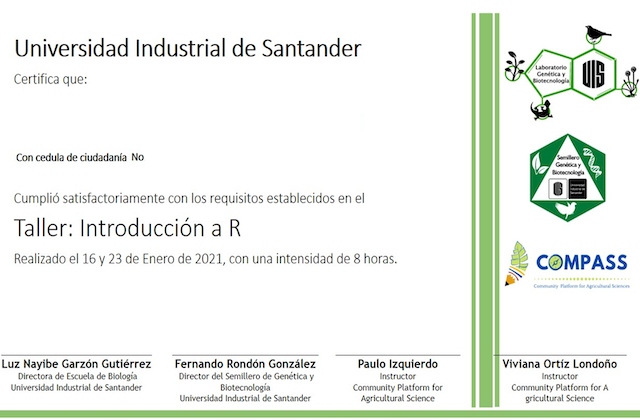 Universidad Industrial de Santander
Certifica que:
Con cedula de ciudadanía No
Cumplió satisfactoriamente con los requisitos establecidos en el
Taller: Introducción a R
Realizado el 16 y 23 de Enero de 2021, con una intensidad de 8 horas.
Laboratorio
Genética y
Biotecnología
UIS
Semillero
Genética y
Biotecnología
COMPASS
Community Platform for Agricultural Sciences
Luz Nayibe Garzón Gutiérrez
Directora de Escuela de Biología
Universidad Industrial de Santander
Fernando Rondón González
Director del Semillero de Genética y
Biotecnología
Universidad Industrial de Santander
Paulo Izquierdo
Instructor
Community Platform for
Agricultural Science
Viviana Ortíz Londoño
Instructor
Community Platform for A
gricultural Science